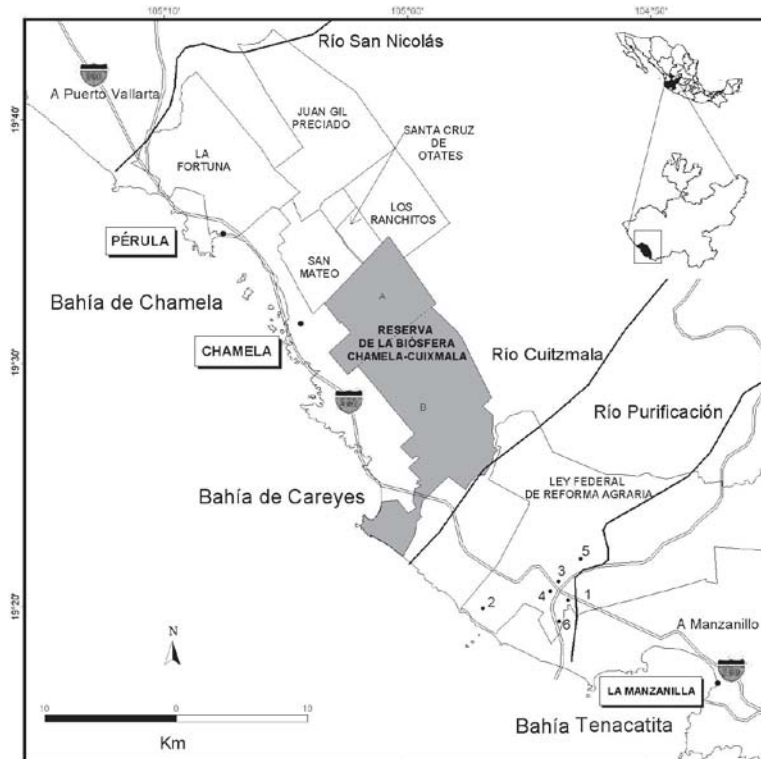 105°10'
105°00'
104°50'
19°40'
19°30'
19°20'
Río San Nicolás
A Puerto Vallarta
JUAN GIL
PRECIADO
SANTA CRUZ
DE
OTATES
LA
FORTUNA
LOS
RANCHITOS
PÉRULA
SAN
MATEO
Bahía de Chamela
A
RESERVA
DE LA BIÓSFERA
CHAMELA-CUIXMALA
CHAMELA
Río Cuitzmala
B
Río Purificación
Bahía de Careyes
LEY FEDERAL
DE REFORMA AGRARIA
5
3
4
1
2
6
A Manzanillo
N
LA MANZANILLA
Bahía Tenacatita
10
0
10
Km